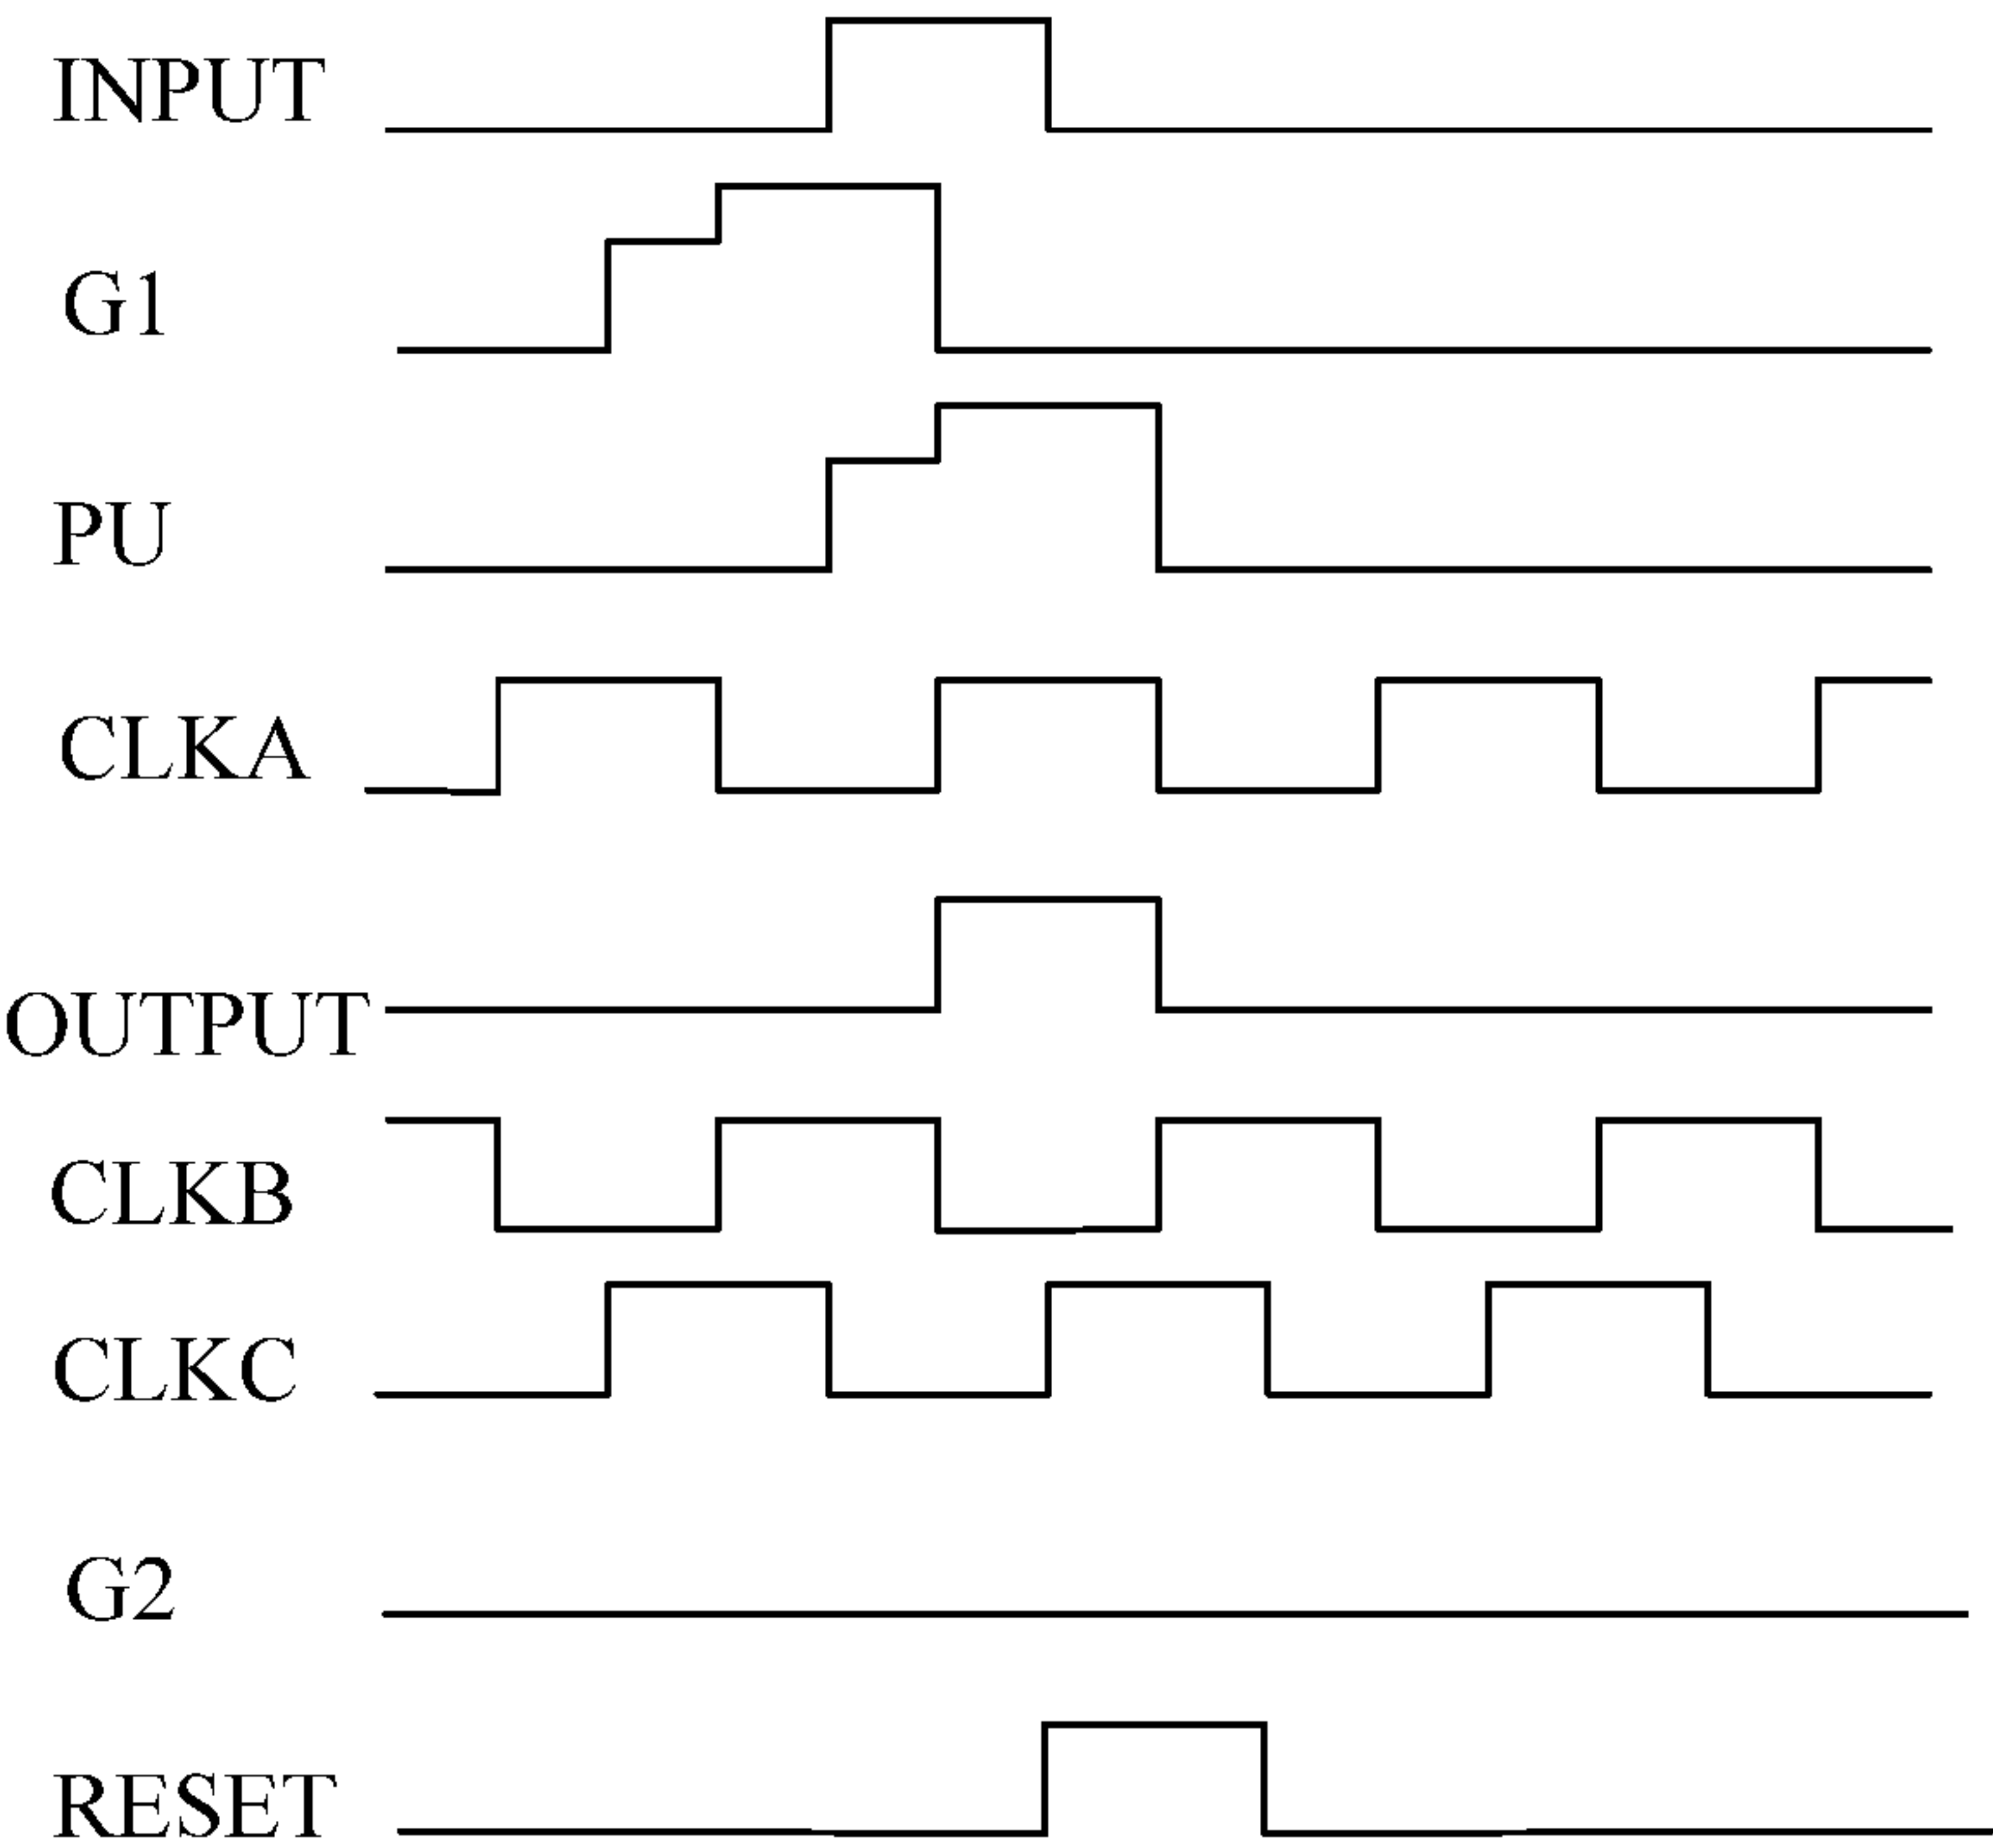 INPUT
G1
PU
CLKA
OUTPUT
CLKB
CLKC
G2
RESET